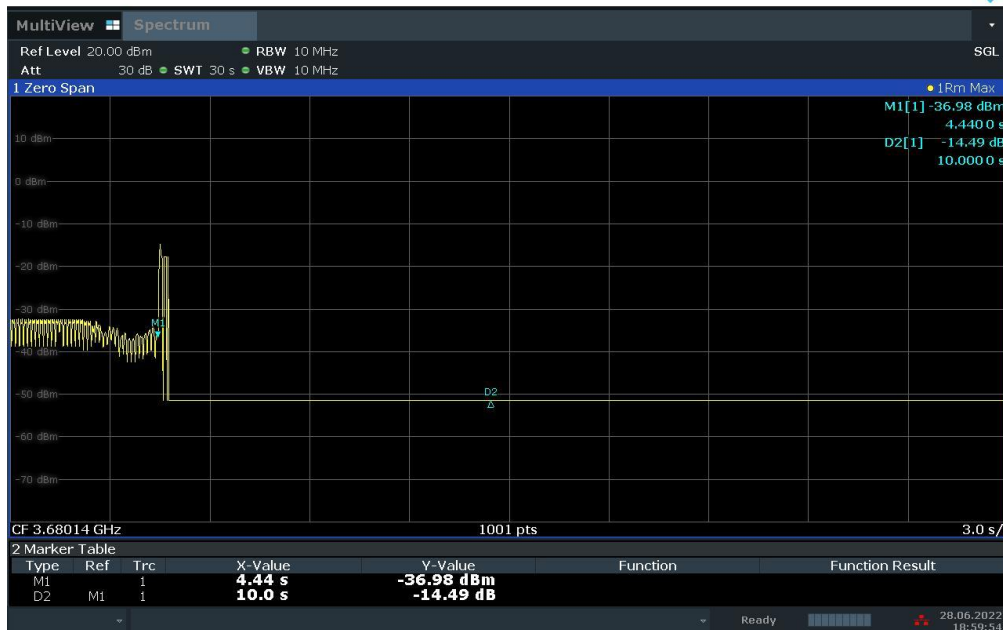 MultiView Spectrum
Ref Level 20.00 dBm RBW 10 MHz SGL
Att 30 dB SWT 30 s VBW 10 MHz
1 Zero Span 1Rm Max
M1[1] -36.98 dBm
4.440 0 s
10 dBm
D2[1] -14.49 dB
10.000 0 s
0 dBm
-10 dBm
-20 dBm
-30 dBm
M1
-40 dBm
-50 dBm
D2
-60 dBm
-70 dBm
CF 3.68014 GHz 1001 pts 3.0 s/
2 Marker Table
Type Ref Trc X-Value Y-Value Function Function Result
M1 1 4.44 s -36.98 dBm
D2 M1 1 10.0 s -14.49 dB
Ready 28.06.2022
18:59:54